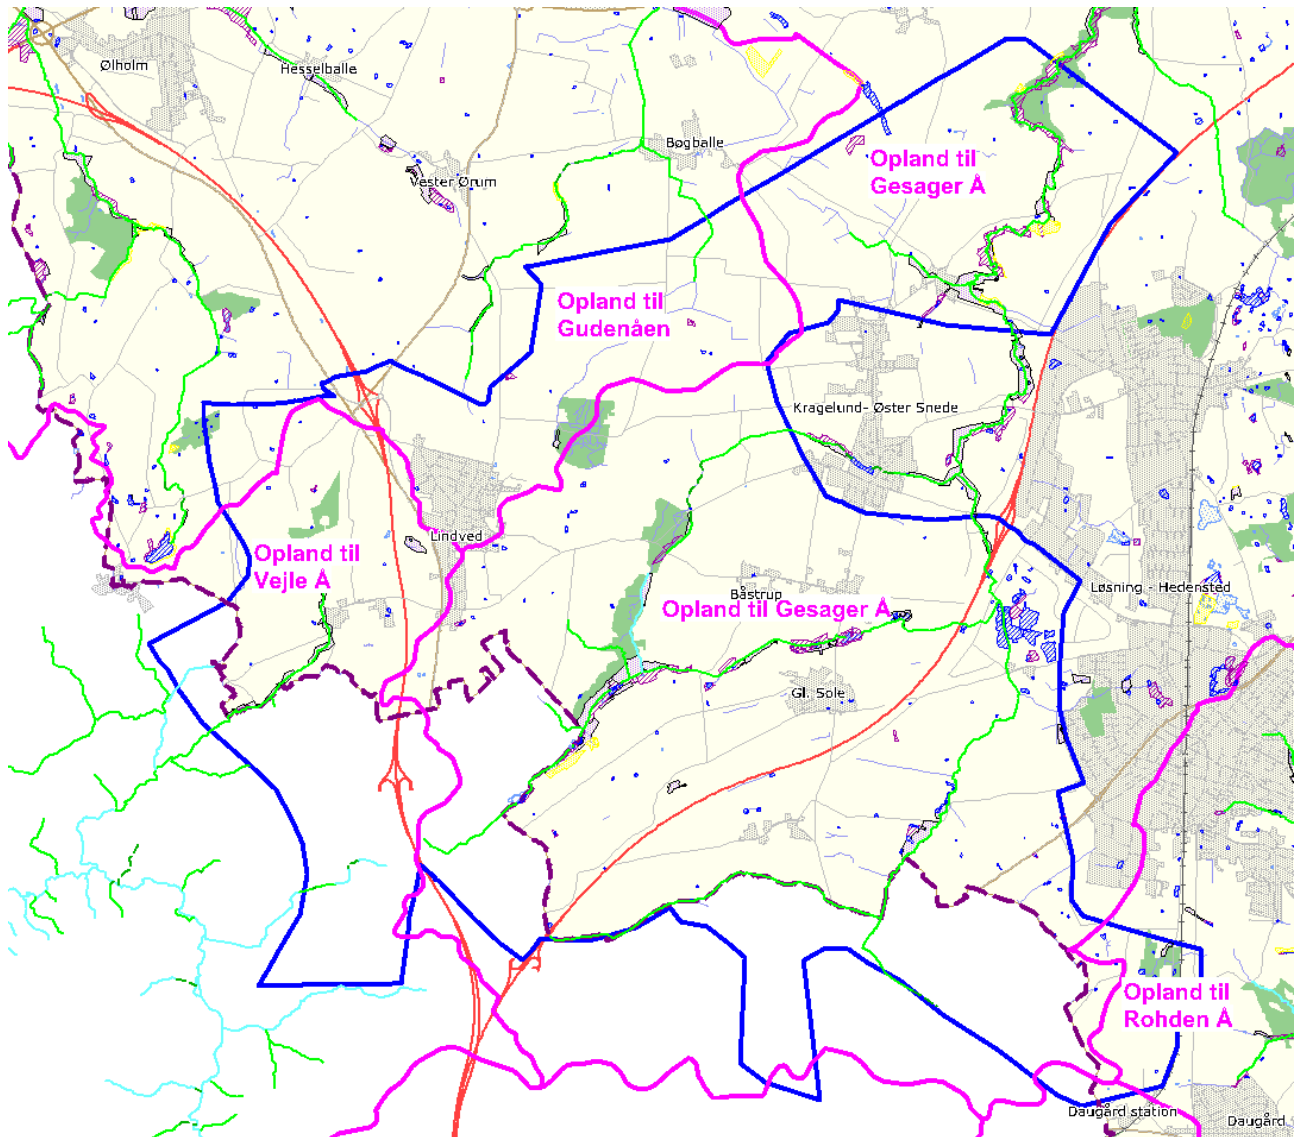 Ølholm
Hesselballe
Bøgballe
Vester Ørum
Opland til
Gesager Å
Opland til
Gudenåen
Kragelund- Øster Snede
Lindved
Opland til
Vejle Å
Båstrup
Løsning - Hedensted
Opland til Gesager Å
Gl. Sole
Opland til
Rohden Å
Daugård station
Daugård